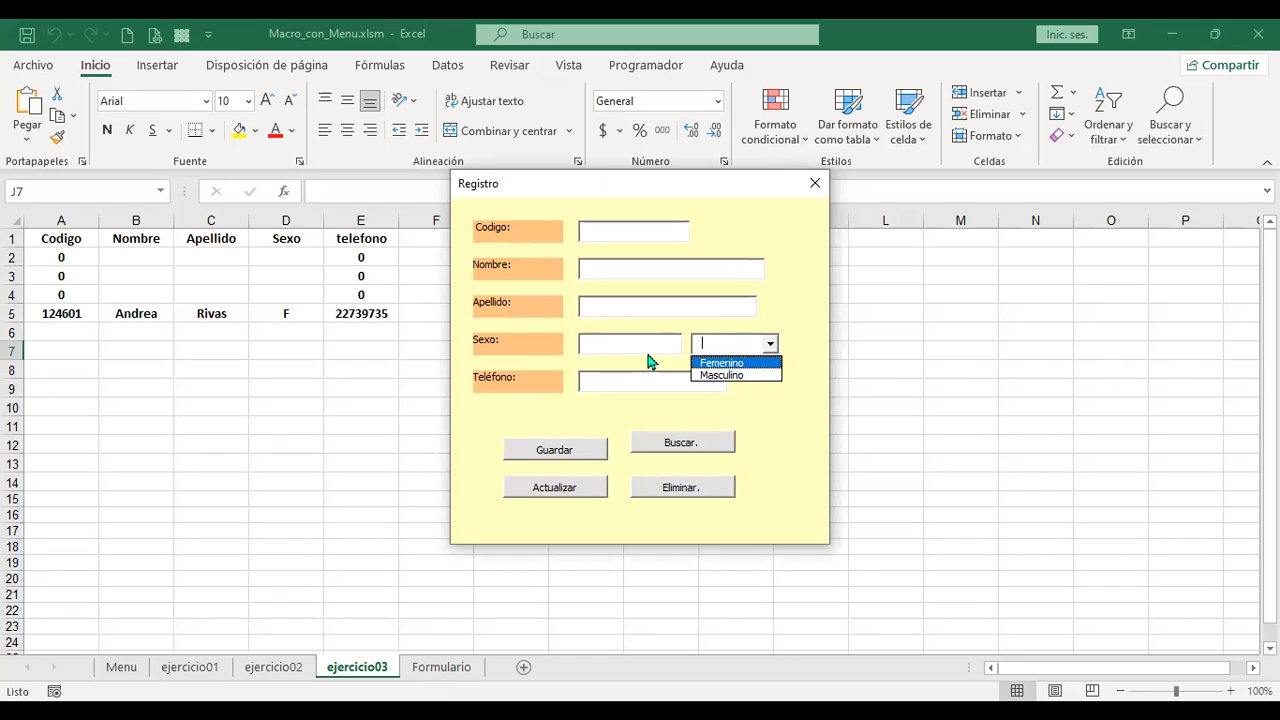 Macro_con_Menu.xlsm - Excel
Buscar
Inic. ses.
Archivo Inicio Insertar Disposición de página Fórmulas Datos Revisar Vista Programador Ayuda Compartir
Pegar
Arial 10
N K S
Ajustar texto
Combinar y centrar
General
$ % 000
Formato condicional
Dar formato como tabla
Estilos de celda
Insertar
Eliminar
Formato
Ordenar y filtrar
Buscar y seleccionar
Portapapeles Fuente Alineación Número Estilos Celdas Edición
J7 fx
A B C D E F L M N O P
1 Codigo Nombre Apellido Sexo telefono
2 0 0
3 0 0
4 0 0
5 124601 Andrea Rivas F 22739735
6
7
8
9
10
11
12
13
14
15
16
17
18
19
20
21
22
23
24
Registro
Codigo:
Nombre:
Apellido:
Sexo:
Femenino
Masculino
Teléfono:
Guardar Buscar.
Actualizar Eliminar.
Menu ejercicio01 ejercicio02 ejercicio03 Formulario
Listo 100%